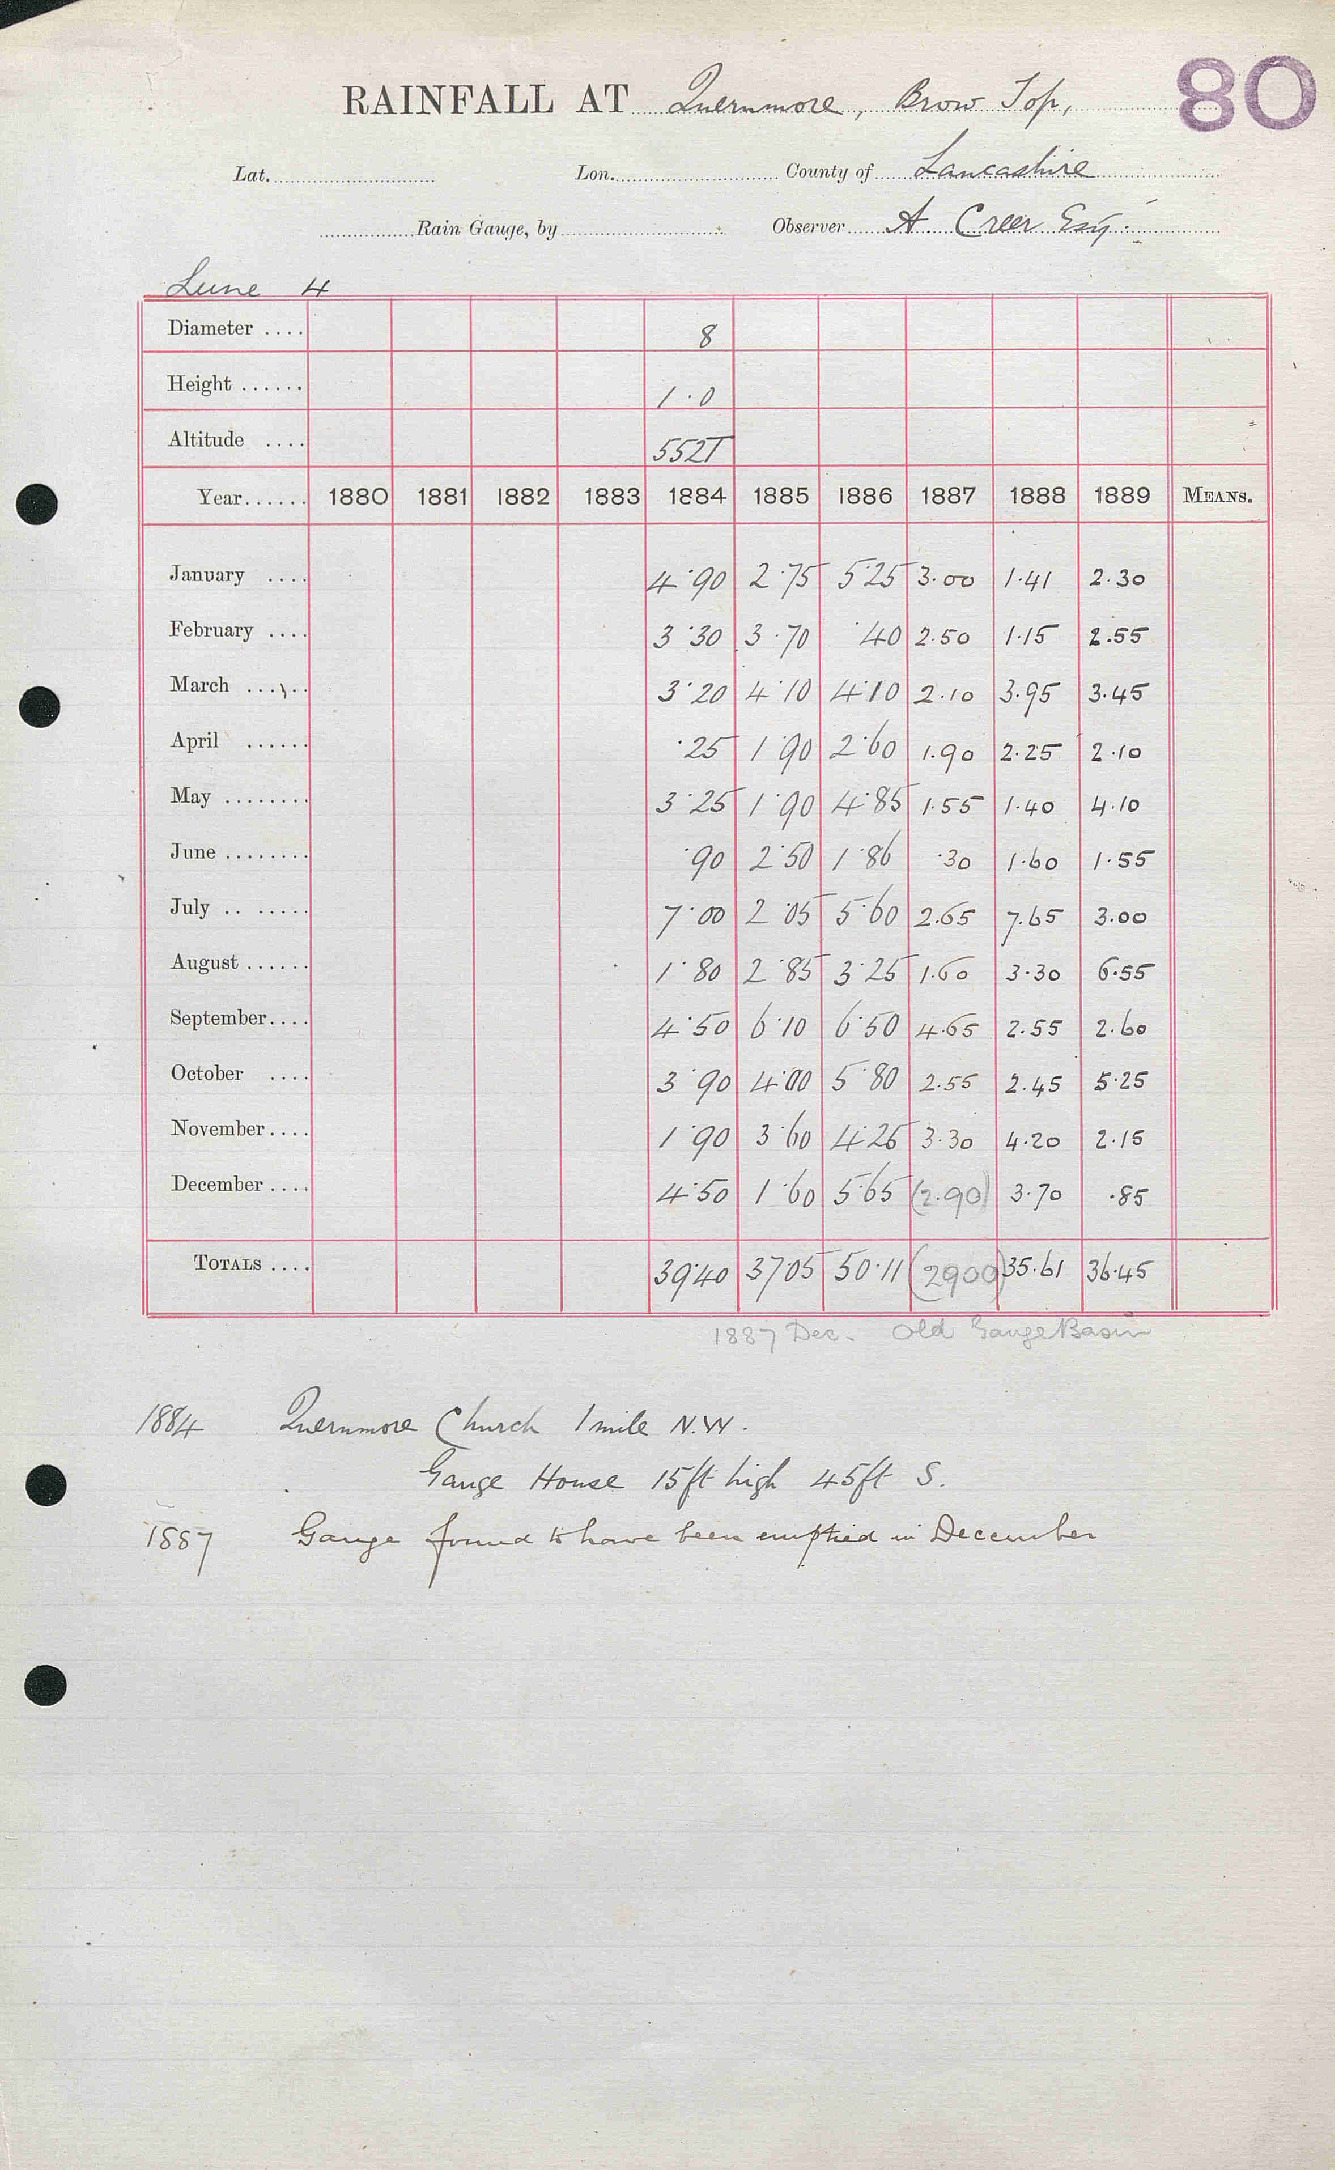 80
RAINFALL AT Quernmore, Brow Top,
Lat. Lon. County of Lancashire
Rain Gauge, by Observer A Creer Esq.
Lune 4
Diameter .... 8
Height ...... 1.0
Altitude .... 552T
Year...... 1880 1881 1882 1883 1884 1885 1886 1887 1888 1889 MEANS.
January .... 4.90 2.75 5.25 3.00 1.41 2.30
February .... 3.30 3.70 .40 2.50 1.15 2.55
March ...... 3.20 4.10 4.10 2.10 3.95 3.45
April ...... .25 1.90 2.60 1.90 2.25 2.10
May ........ 3.25 1.90 4.85 1.55 1.40 4.10
June ........ .90 2.50 1.86 .30 1.60 1.55
July .. ..... 7.00 2.05 5.60 2.65 7.65 3.00
August ...... 1.80 2.85 3.25 1.60 3.30 6.55
September.... 4.50 6.10 6.50 4.65 2.55 2.60
October .... 3.90 4.00 5.80 2.55 2.45 5.25
November.... 1.90 3.60 4.25 3.30 4.20 2.15
December .... 4.50 1.60 5.65 (2.90) 3.70 .85
TOTALS .... 39.40 37.05 50.11 (29.00) 35.61 36.45
1887 Dec. Old Gauge Basin
1884 Quernmore Church 1 mile N.W.
Gauge House 15ft high 45ft S.
1887 Gauge found to have been emptied in December